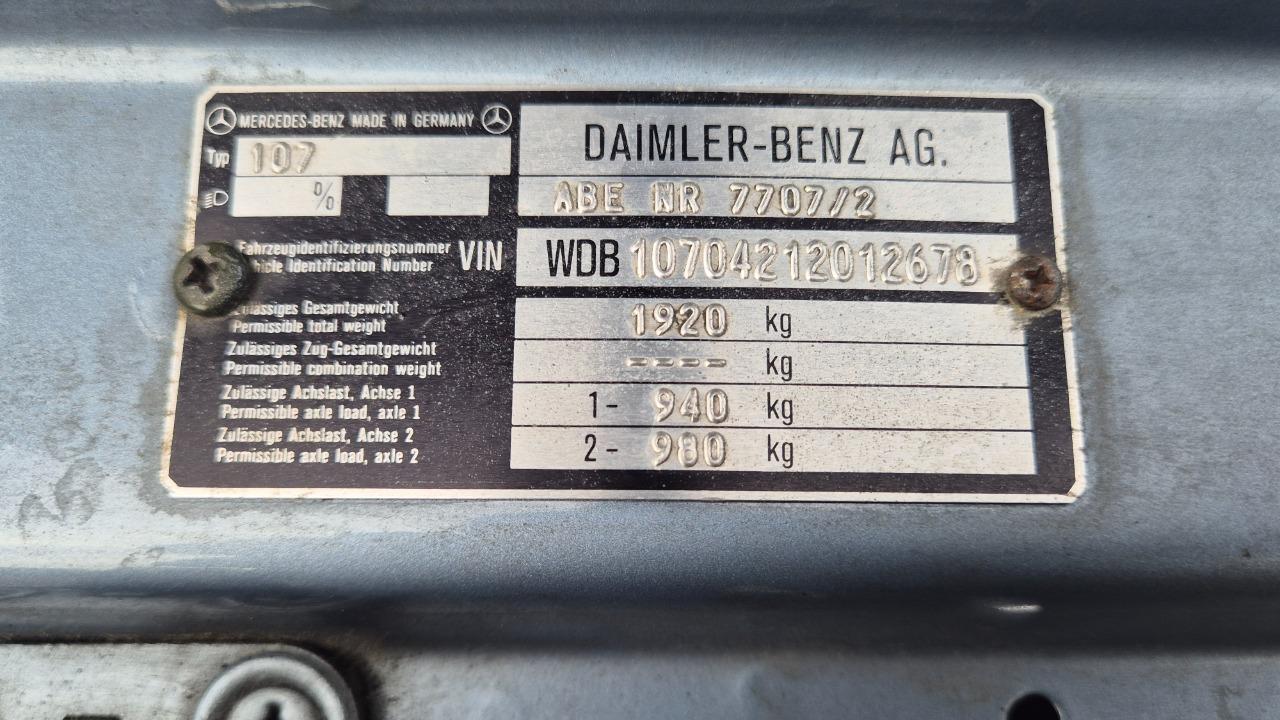 MERCEDES-BENZ MADE IN GERMANY
Typ 107
%
DAIMLER-BENZ AG.
ABE NR 7707/2
Fahrzeugidentifizierungsnummer
Identification Number
VIN WDB 10704212012678
Gesamtgewicht
Permissible total weight
1920 kg
Zulässiges Zug-Gesamtgewicht
Permissible combination weight
---- kg
Zulässige Achslast, Achse 1
Permissible axle load, axle 1
1- 940 kg
Zulässige Achslast, Achse 2
Permissible axle load, axle 2
2- 980 kg